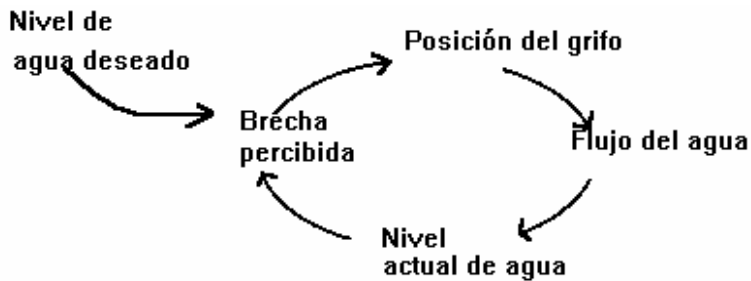 Nivel de
agua deseado
Posición del grifo
Brecha
percibida
Flujo del agua
Nivel
actual de agua